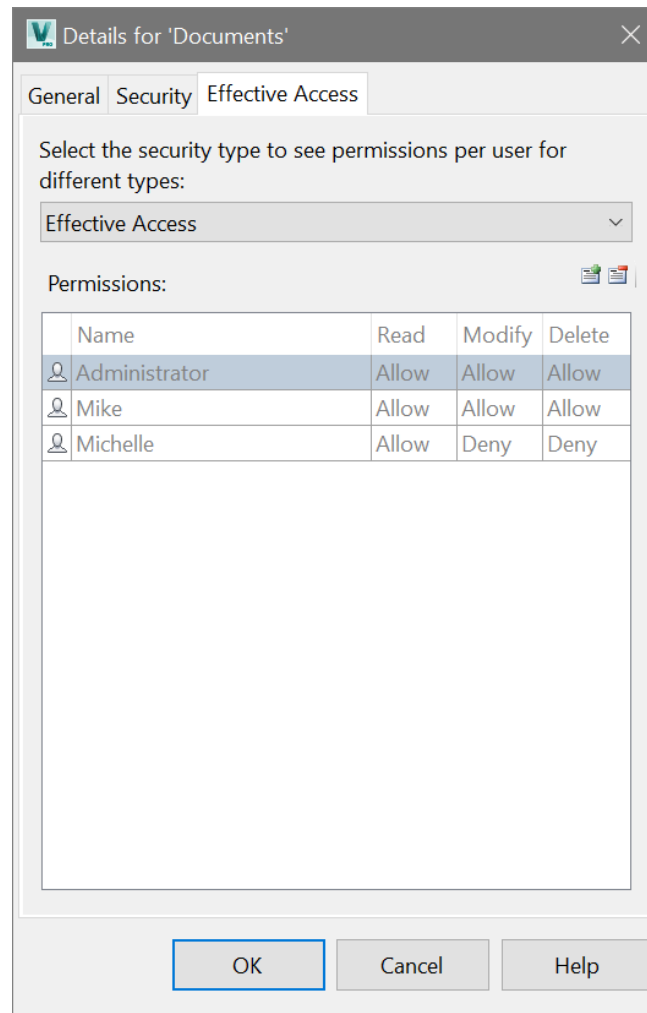 Details for 'Documents'
General Security Effective Access
Select the security type to see permissions per user for
different types:
Effective Access
Permissions:
Name Read Modify Delete
Administrator Allow Allow Allow
Mike Allow Allow Allow
Michelle Allow Deny Deny
OK Cancel Help